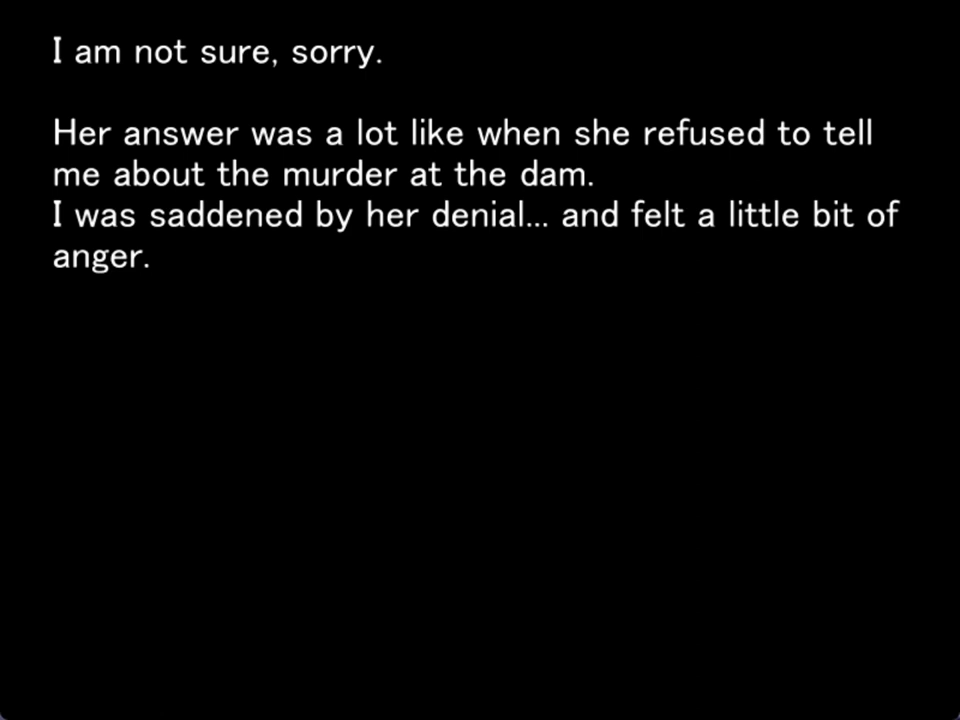 I am not sure, sorry.
Her answer was a lot like when she refused to tell
me about the murder at the dam.
I was saddened by her denial... and felt a little bit of
anger.